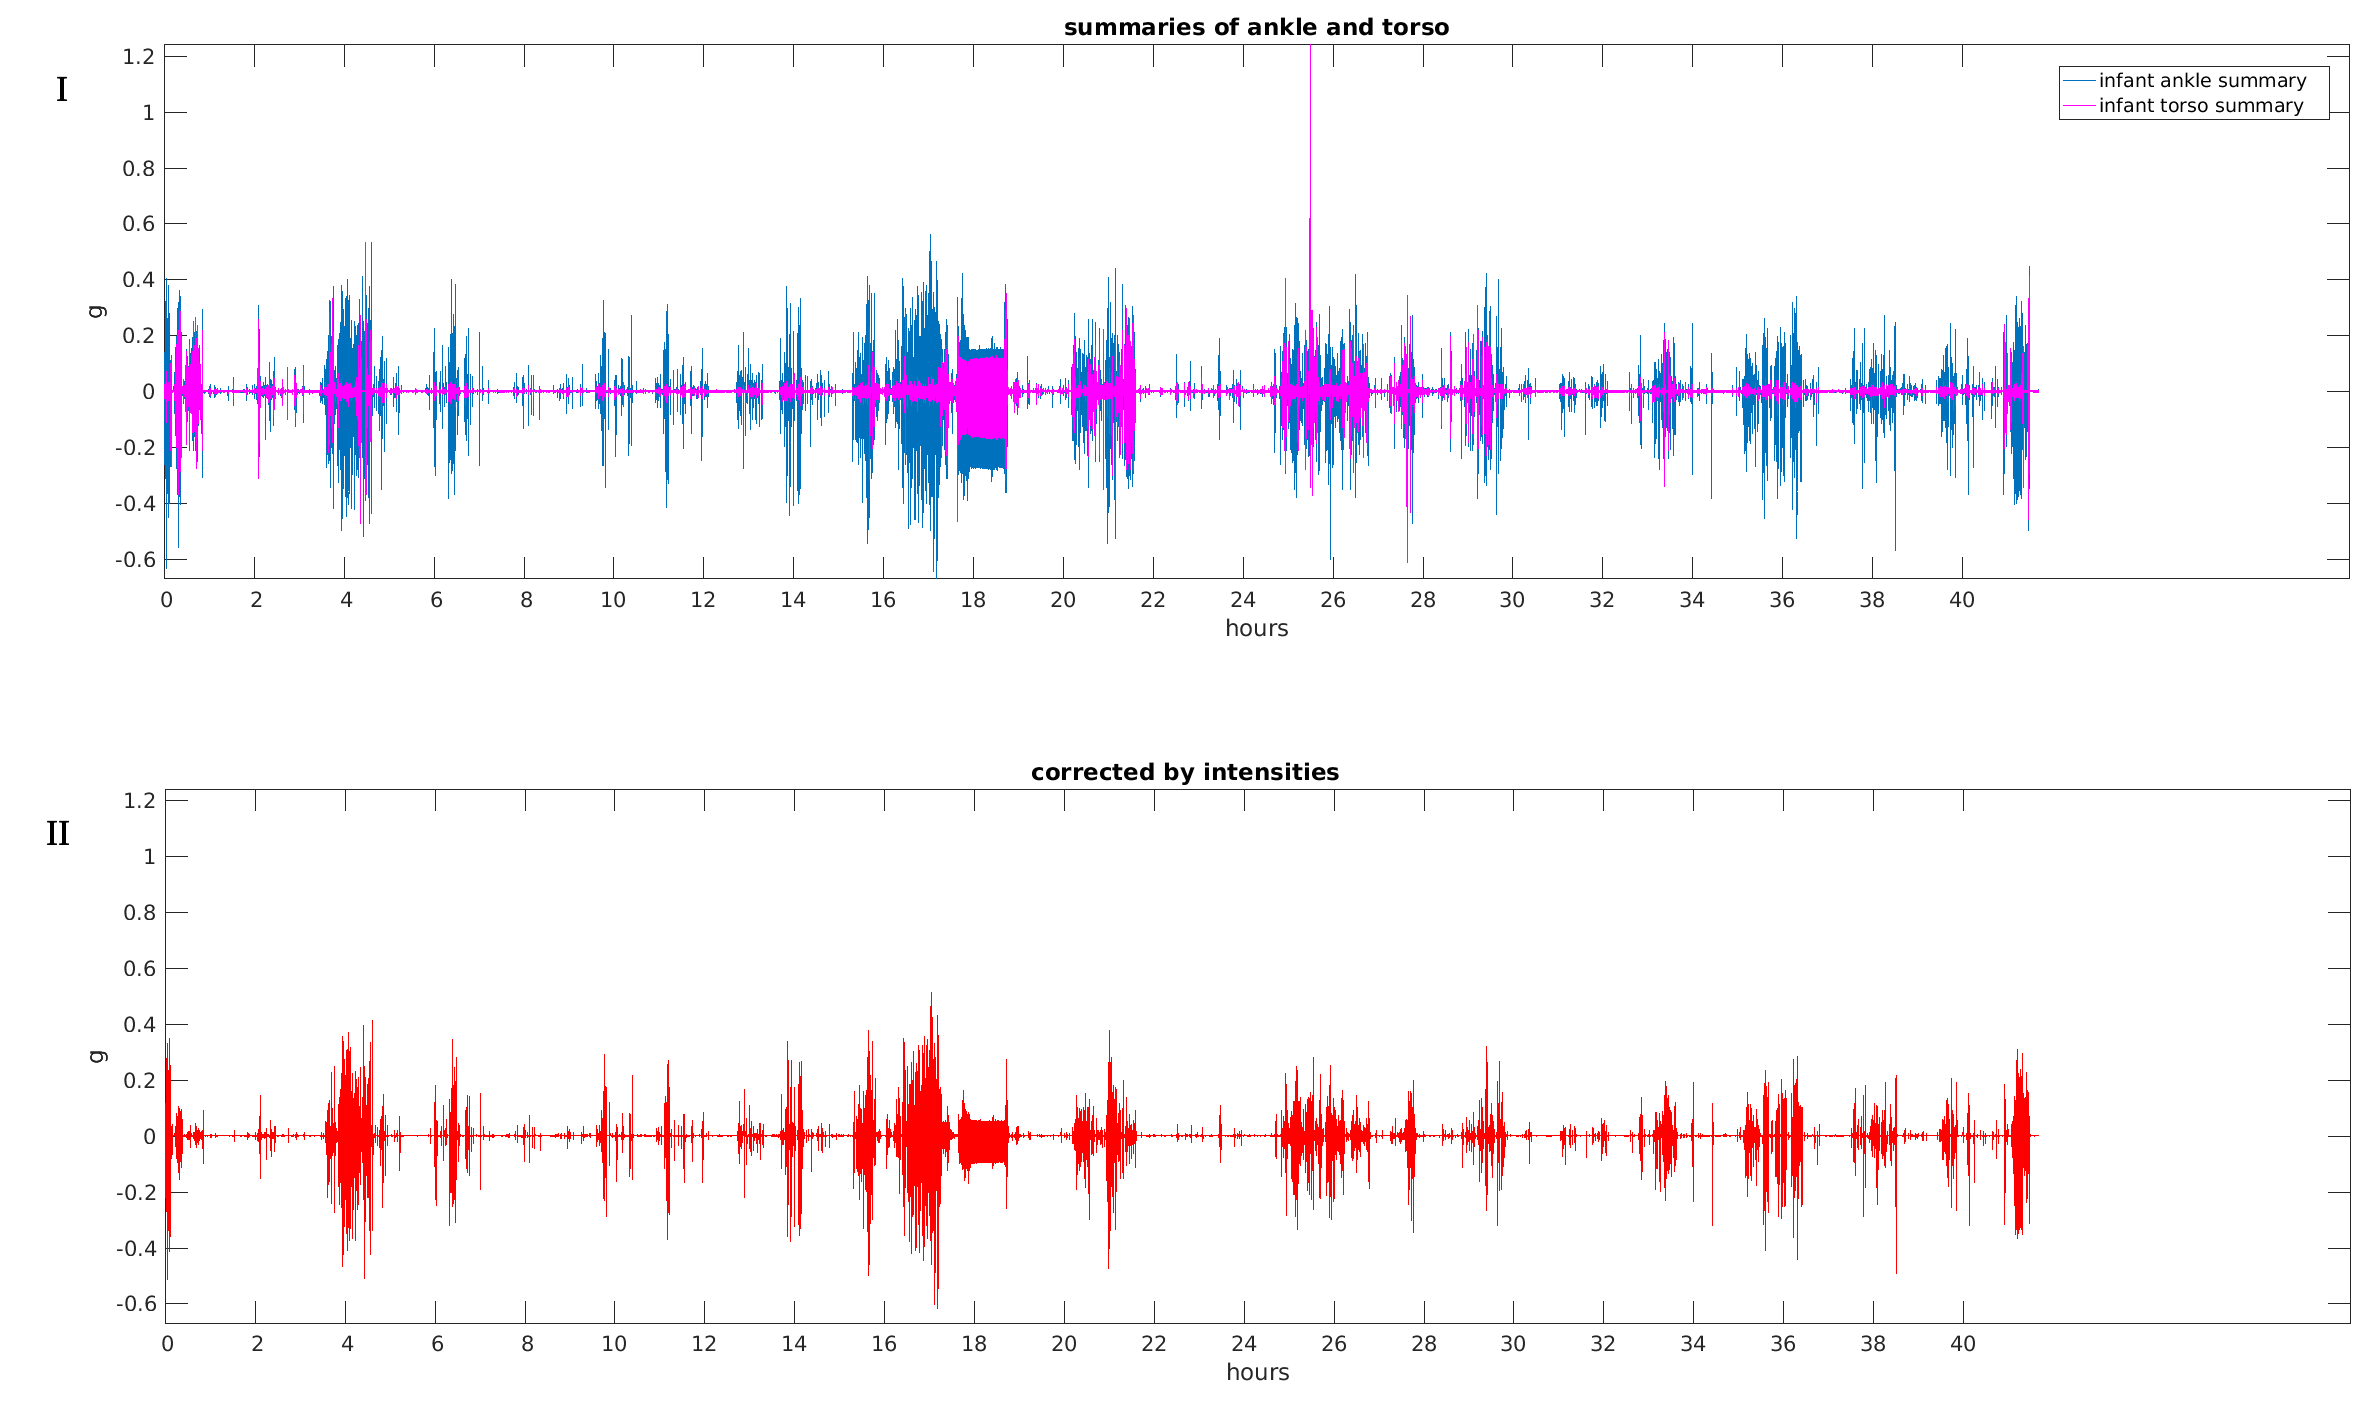 summaries of ankle and torso
I
1.2
1
0.8
0.6
0.4
0.2
0
-0.2
-0.4
-0.6
g
infant ankle summary
infant torso summary
0 2 4 6 8 10 12 14 16 18 20 22 24 26 28 30 32 34 36 38 40
hours
corrected by intensities
II
1.2
1
0.8
0.6
0.4
0.2
0
-0.2
-0.4
-0.6
g
0 2 4 6 8 10 12 14 16 18 20 22 24 26 28 30 32 34 36 38 40
hours